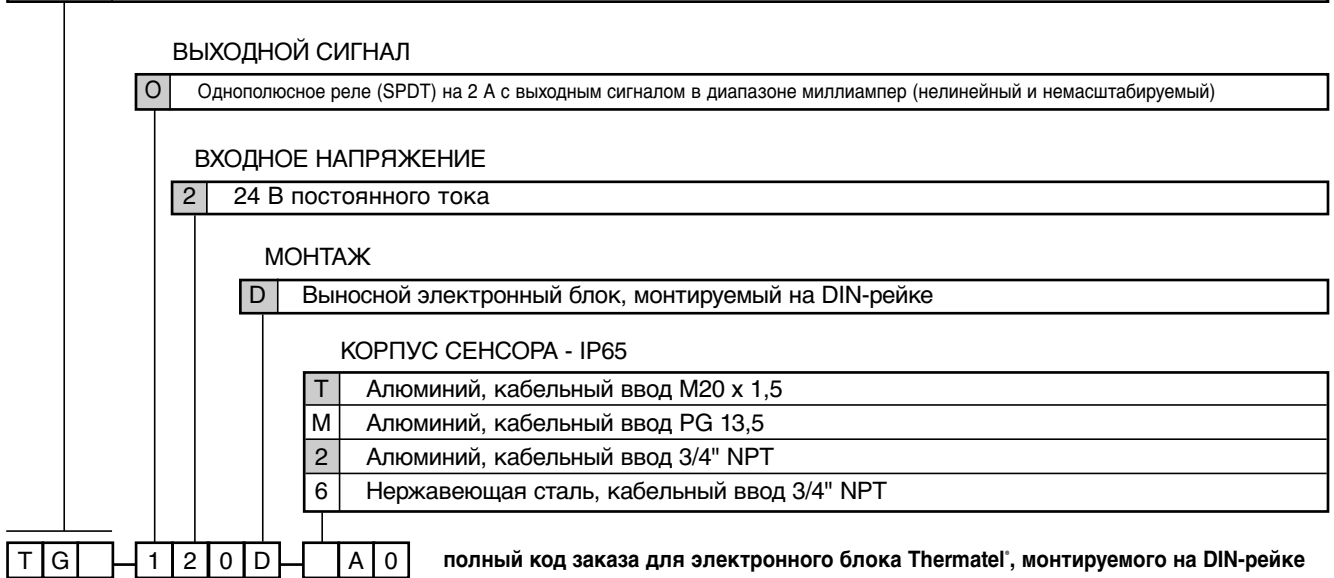 ВЫХОДНОЙ СИГНАЛ
O Однополюсное реле (SPDT) на 2 А с выходным сигналом в диапазоне миллиампер (нелинейный и немасштабируемый)
ВХОДНОЕ НАПРЯЖЕНИЕ
2 24 В постоянного тока
МОНТАЖ
D Выносной электронный блок, монтируемый на DIN-рейке
КОРПУС СЕНСОРА - IP65
T Алюминий, кабельный ввод M20 x 1,5
M Алюминий, кабельный ввод PG 13,5
2 Алюминий, кабельный ввод 3/4" NPT
6 Нержавеющая сталь, кабельный ввод 3/4" NPT
T G 1 2 0 D A 0 полный код заказа для электронного блока Thermatel®, монтируемого на DIN-рейке